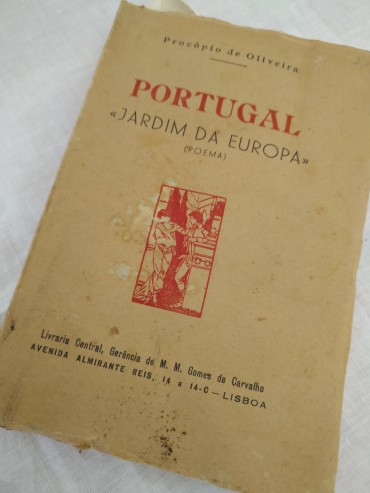 Procópio de Oliveira
PORTUGAL
«JARDIM DA EUROPA»
(POEMA)
Livraria Central, Gerência de M. M. Gomes de Carvalho
AVENIDA ALMIRANTE REIS, 14 a 14-C — LISBOA